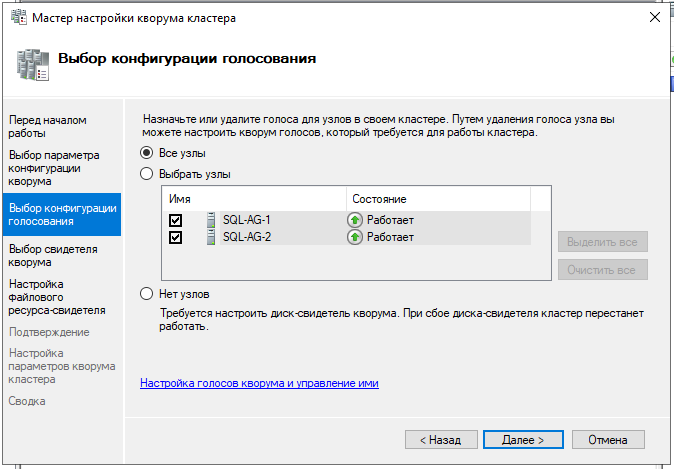 Мастер настройки кворума кластера
Выбор конфигурации голосования
Перед началом
работы
Выбор параметра
конфигурации
кворума
Выбор конфигурации
голосования
Выбор свидетеля
кворума
Настройка
файлового
ресурса-свидетеля
Подтверждение
Настройка
параметров кворума
кластера
Сводка
Назначьте или удалите голоса для узлов в своем кластере. Путем удаления голоса узла вы
можете настроить кворум голосов, который требуется для работы кластера.
Все узлы
Выбрать узлы
Имя Состояние
SQL-AG-1 Работает
SQL-AG-2 Работает
Выделить все
Очистить все
Нет узлов
Требуется настроить диск-свидетель кворума. При сбое диска-свидетеля кластер перестанет
работать.
Настройка голосов кворума и управление ими
< Назад Далее > Отмена